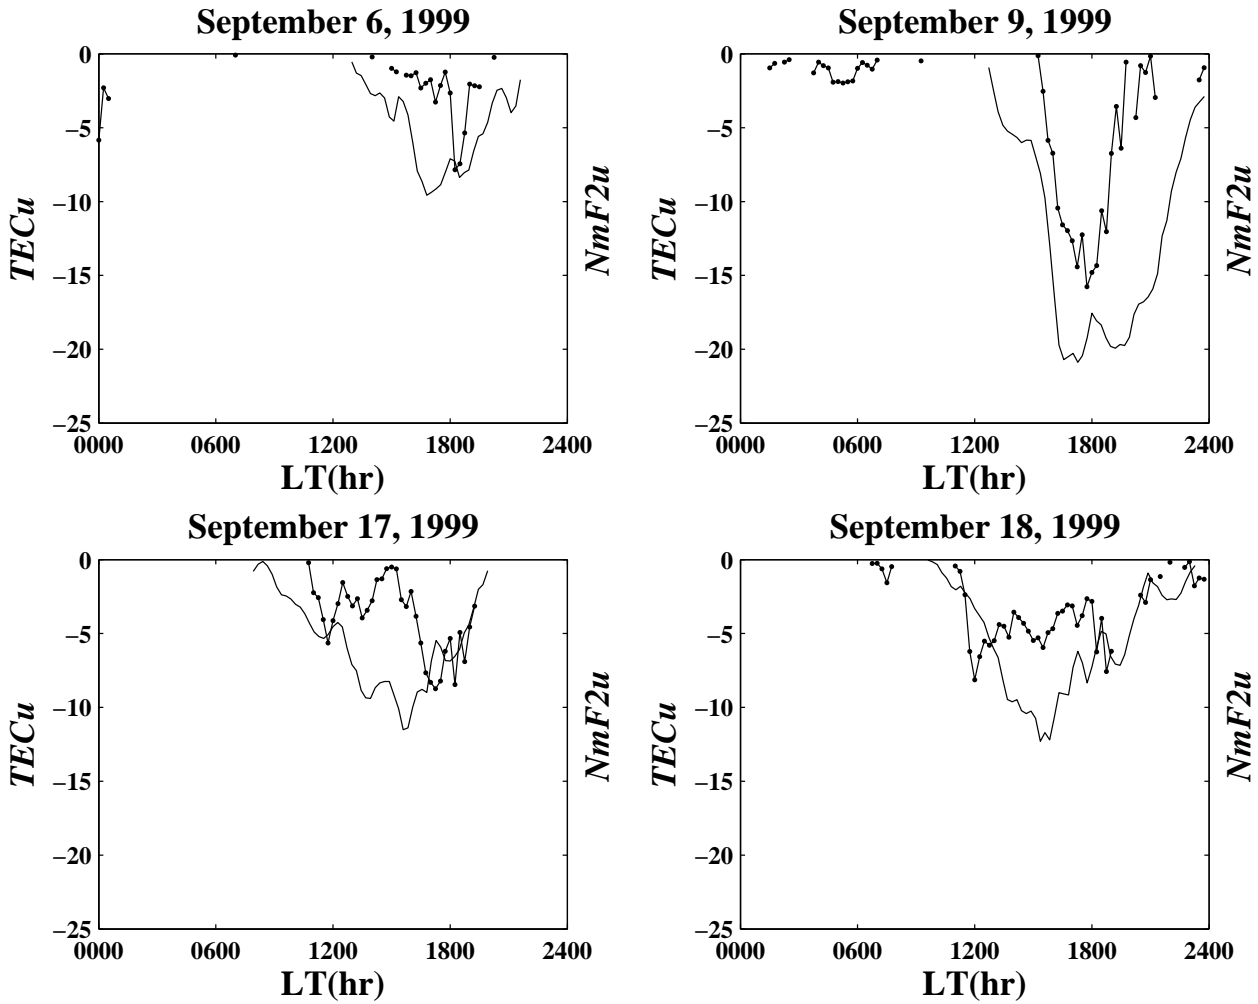 September 6, 1999
0
−5
−10
−15
−20
−25
0000 0600 1200 1800 2400
LT(hr)
TECu
NmF2u
September 9, 1999
0
−5
−10
−15
−20
−25
0000 0600 1200 1800 2400
LT(hr)
TECu
NmF2u
September 17, 1999
0
−5
−10
−15
−20
−25
0000 0600 1200 1800 2400
LT(hr)
TECu
NmF2u
September 18, 1999
0
−5
−10
−15
−20
−25
0000 0600 1200 1800 2400
LT(hr)
TECu
NmF2u